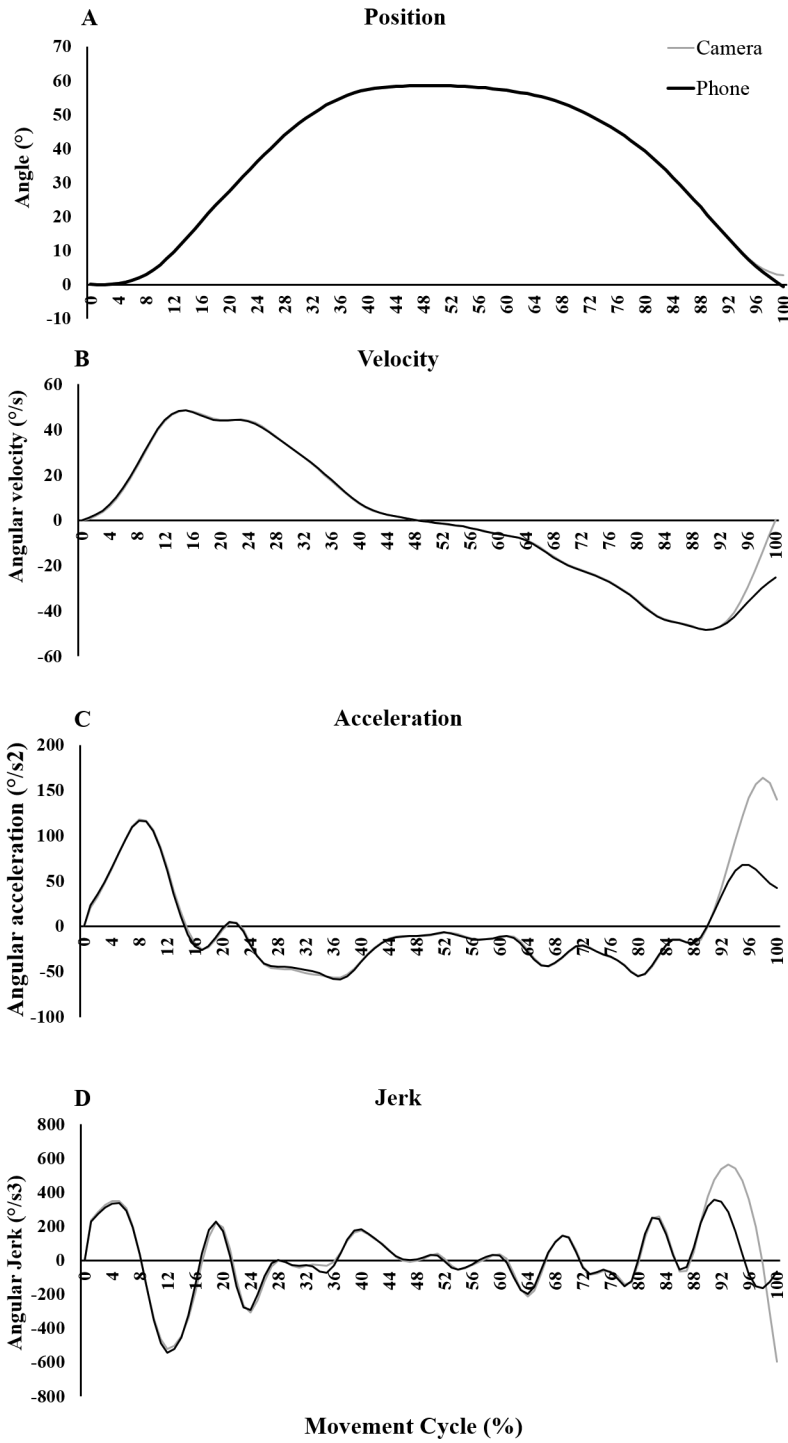 A Position
70
60
50
40
30
20
10
0
-10
Angle (°)
Camera
Phone
0 4 8 12 16 20 24 28 32 36 40 44 48 52 56 60 64 68 72 76 80 84 88 92 96 100
B Velocity
60
40
20
0
-20
-40
-60
Angular velocity (°/s)
0 4 8 12 16 20 24 28 32 36 40 44 48 52 56 60 64 68 72 76 80 84 88 92 96 100
C Acceleration
200
150
100
50
0
-50
-100
Angular acceleration (°/s2)
0 4 8 12 16 20 24 28 32 36 40 44 48 52 56 60 64 68 72 76 80 84 88 92 96 100
D Jerk
800
600
400
200
0
-200
-400
-600
-800
Angular Jerk (°/s3)
0 4 8 12 16 20 24 28 32 36 40 44 48 52 56 60 64 68 72 76 80 84 88 92 96 100
Movement Cycle (%)